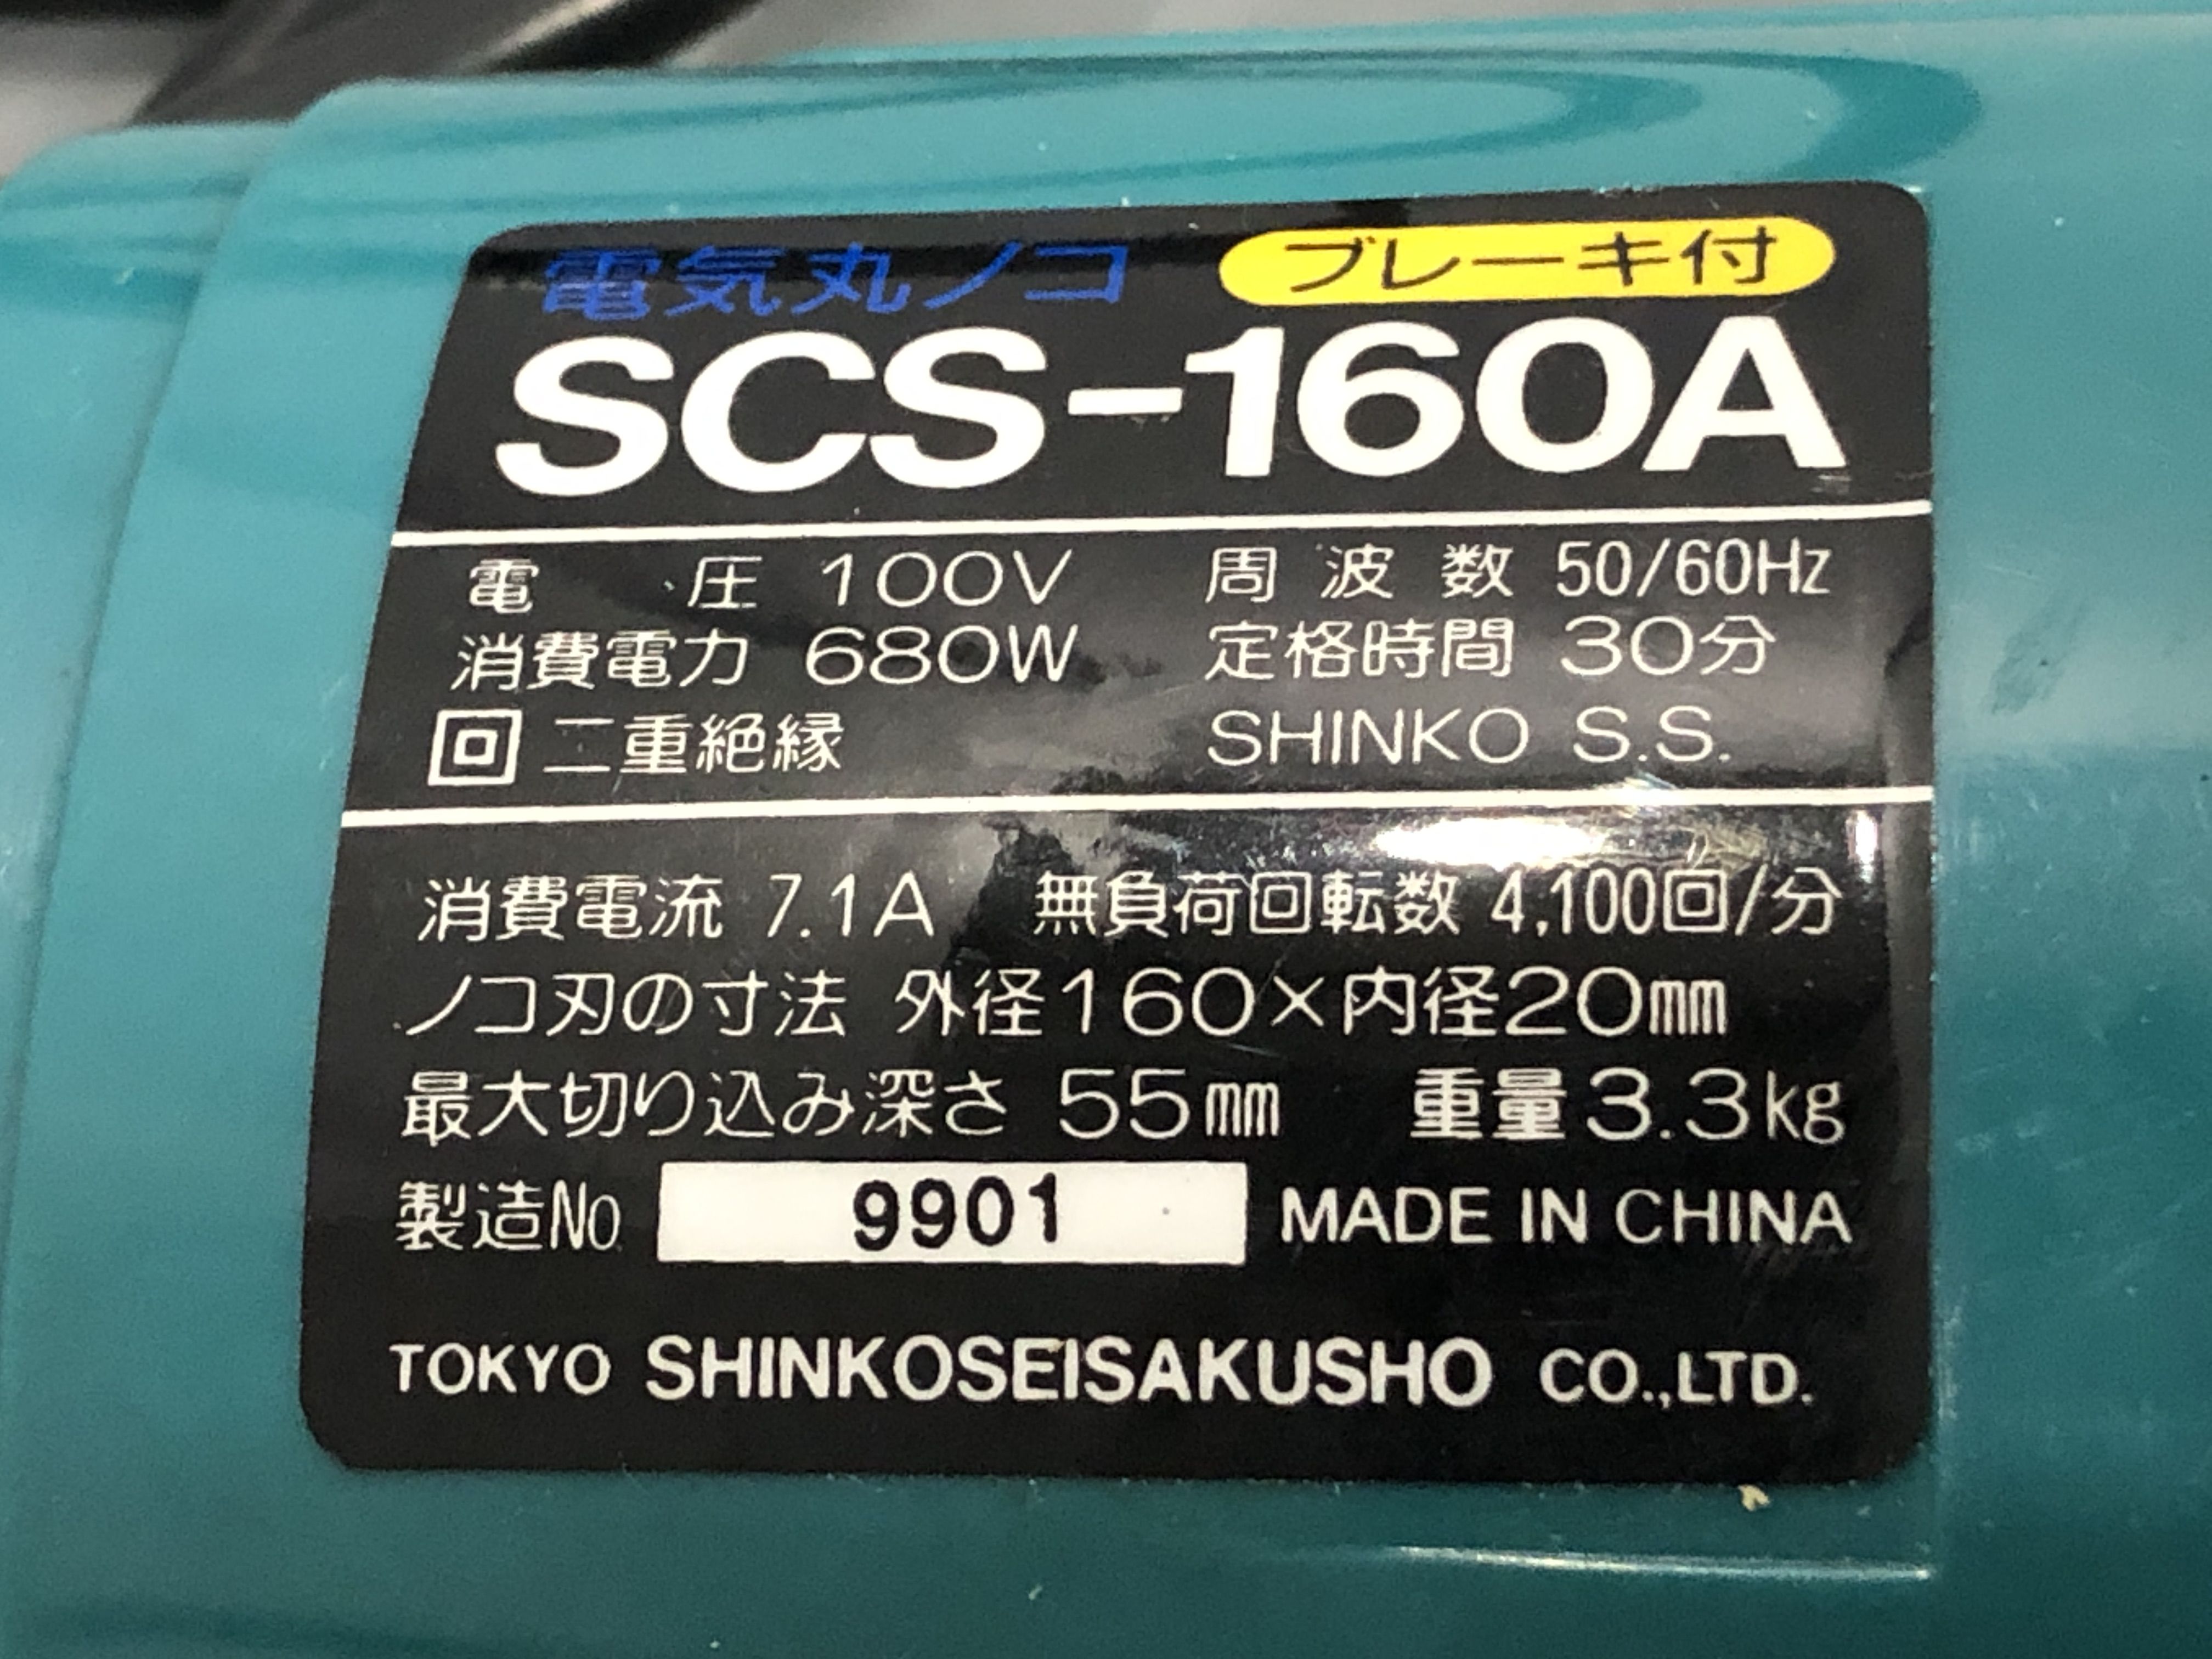 電気丸ノコ ブレーキ付
SCS-160A
電圧 100V 周波数 50/60Hz
消費電力 680W 定格時間 30分
回 二重絶縁 SHINKO S.S.
消費電流 7.1A 無負荷回転数 4,100回/分
ノコ刃の寸法 外径160×内径20mm
最大切り込み深さ 55mm 重量3.3kg
製造No 9901 MADE IN CHINA
TOKYO SHINKOSEISAKUSHO CO.,LTD.